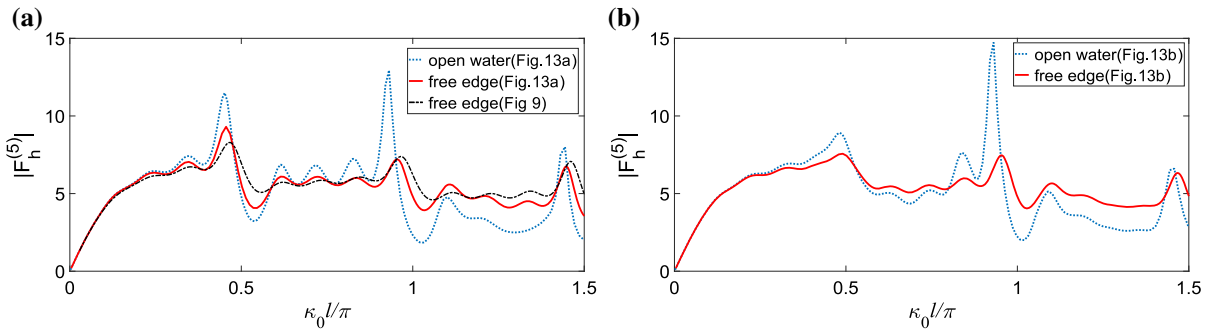 (a)
|F_h^(5)|
15
10
5
0
0
0.5
1
1.5
κ₀l/π
open water(Fig.13a)
free edge(Fig.13a)
free edge(Fig 9)
(b)
|F_h^(5)|
15
10
5
0
0
0.5
1
1.5
κ₀l/π
open water(Fig.13b)
free edge(Fig.13b)